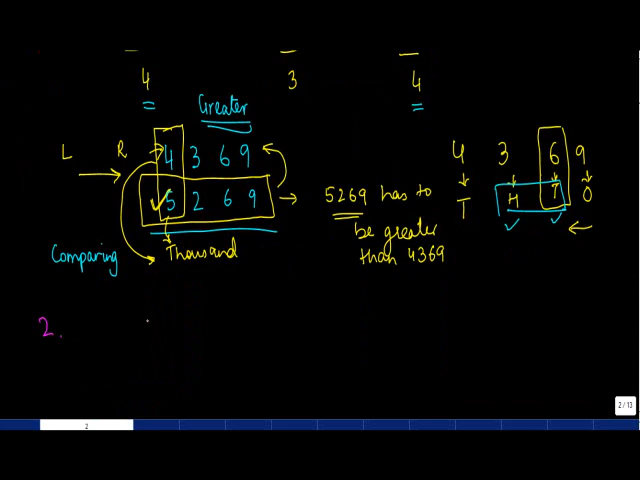 4 3 4
=
=
Greater
L R 4 3 6 9
5 2 6 9
Thousand
Comparing
5269 has to
be greater
than 4369
4 3 6 9
T H T O
2.
2 / 13
2